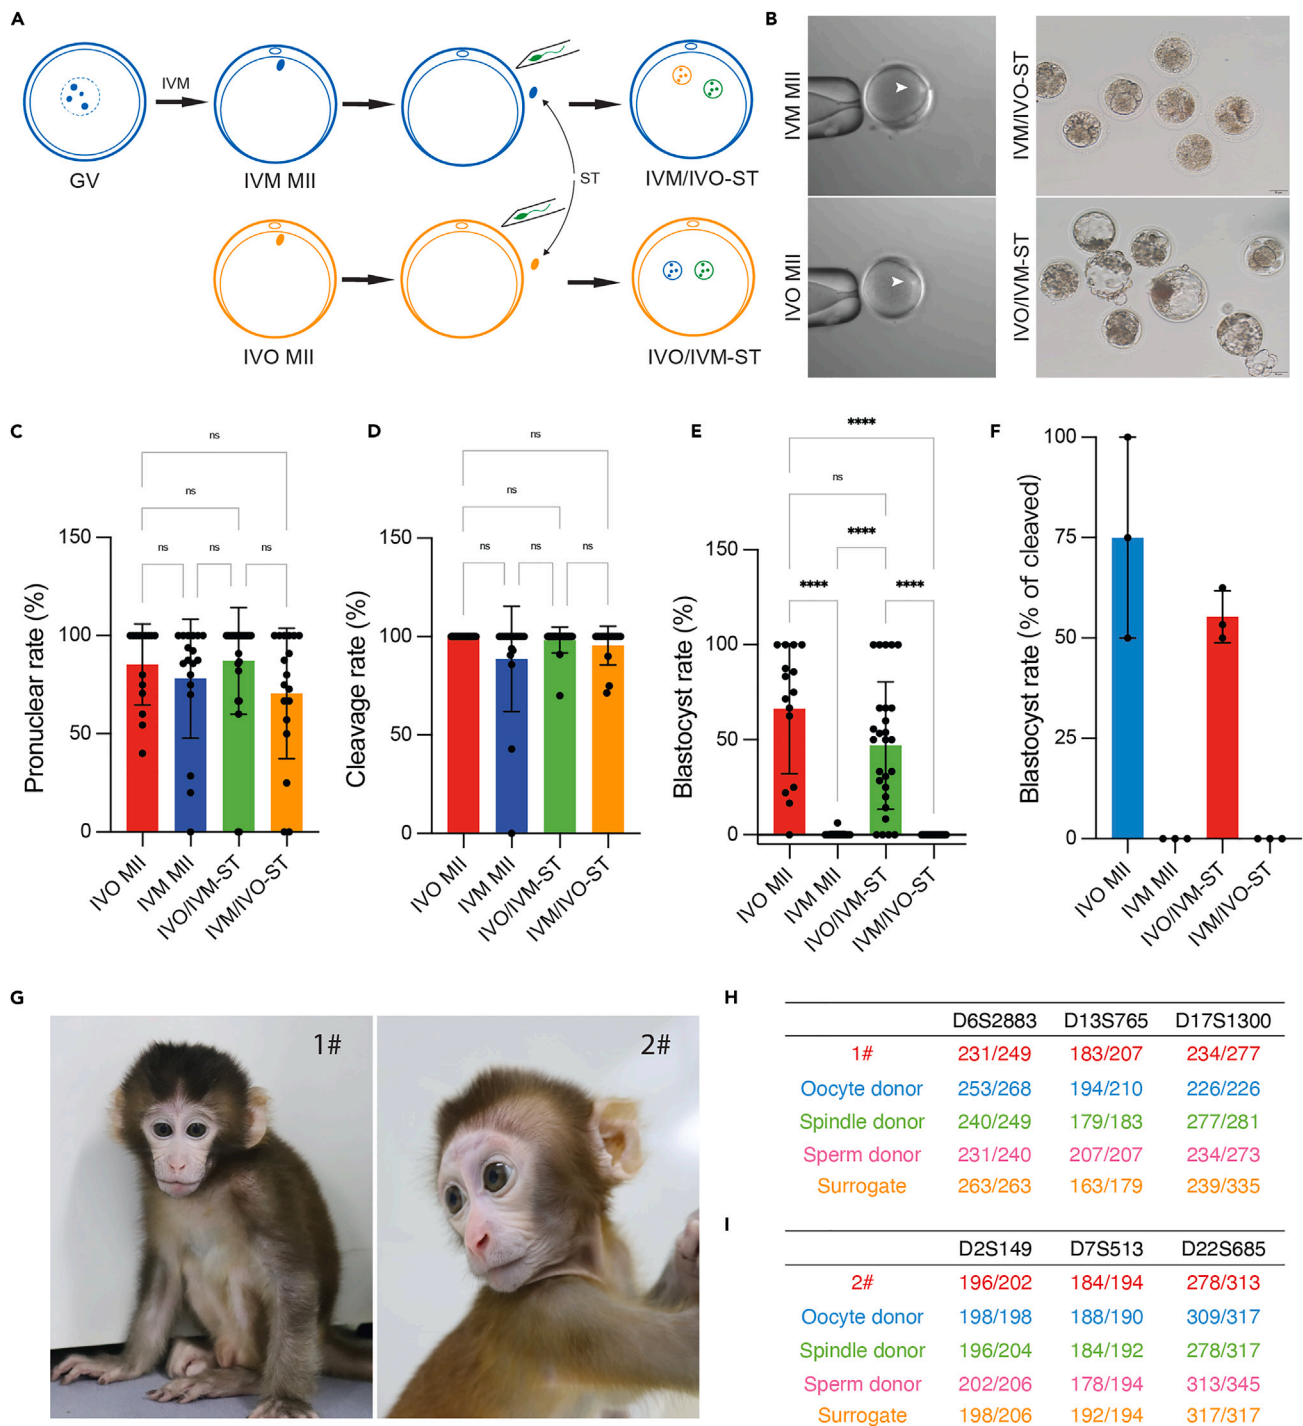 A
IVM
GV
IVM MII
IVM/IVO-ST
ST
IVO MII
IVO/IVM-ST
B
IVM MII
IVM/IVO-ST
IVO MII
IVO/IVM-ST
C
ns
ns
ns ns ns
Pronuclear rate (%)
150
100
50
0
IVO MII
IVM MII
IVO/IVM-ST
IVM/IVO-ST
D
ns
ns
ns ns ns
Cleavage rate (%)
150
100
50
0
IVO MII
IVM MII
IVO/IVM-ST
IVM/IVO-ST
E
****
ns
****
**** ****
Blastocyst rate (%)
150
100
50
0
IVO MII
IVM MII
IVO/IVM-ST
IVM/IVO-ST
F
Blastocyst rate (% of cleaved)
100
75
50
25
0
IVO MII
IVM MII
IVO/IVM-ST
IVM/IVO-ST
G
1#
2#
H
D6S2883 D13S765 D17S1300
1# 231/249 183/207 234/277
Oocyte donor 253/268 194/210 226/226
Spindle donor 240/249 179/183 277/281
Sperm donor 231/240 207/207 234/273
Surrogate 263/263 163/179 239/335
I
D2S149 D7S513 D22S685
2# 196/202 184/194 278/313
Oocyte donor 198/198 188/190 309/317
Spindle donor 196/204 184/192 278/317
Sperm donor 202/206 178/194 313/345
Surrogate 198/206 192/194 317/317